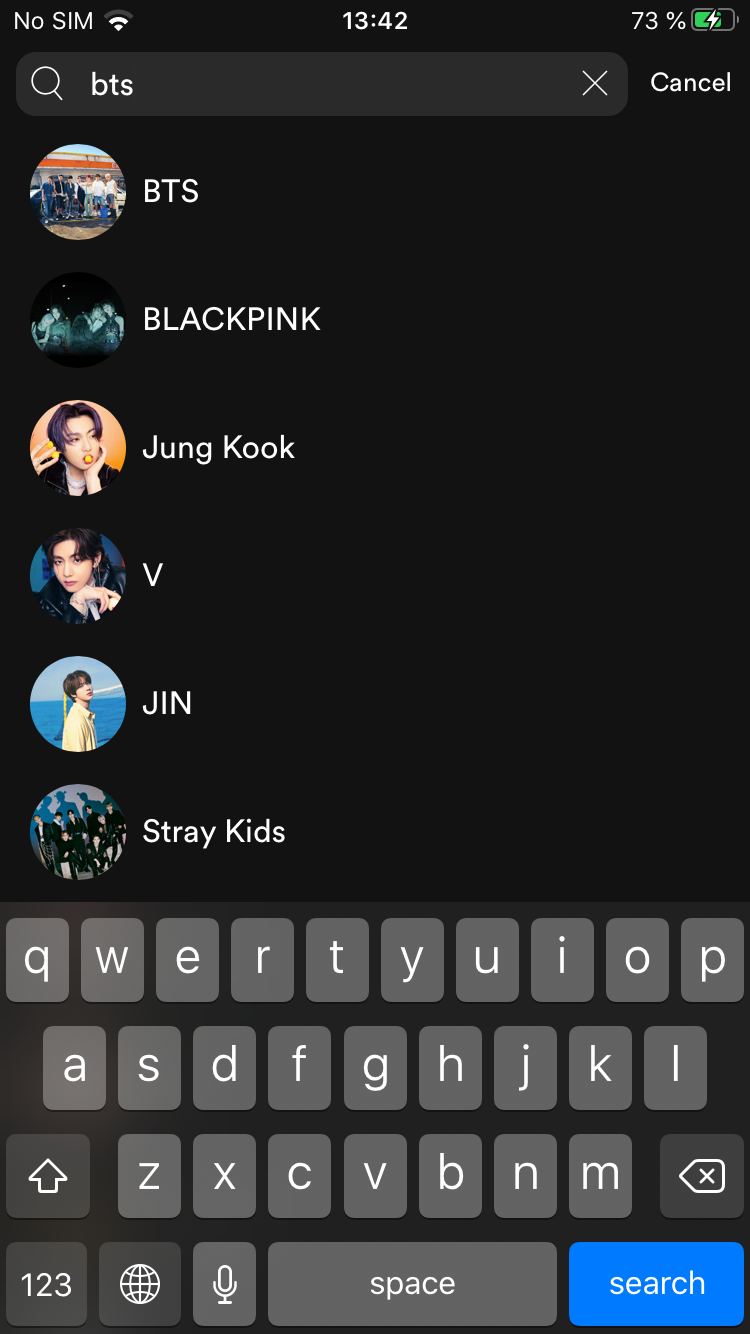 No SIM 13:42 73 %
bts Cancel
BTS
BLACKPINK
Jung Kook
V
JIN
Stray Kids
q w e r t y u i o p
a s d f g h j k l
z x c v b n m
123 space search